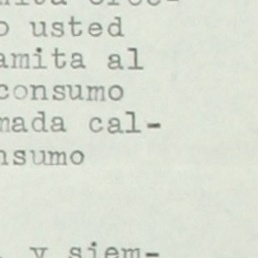 o usted
amita al
consumo
mada cal-
nsumo
. y siem-